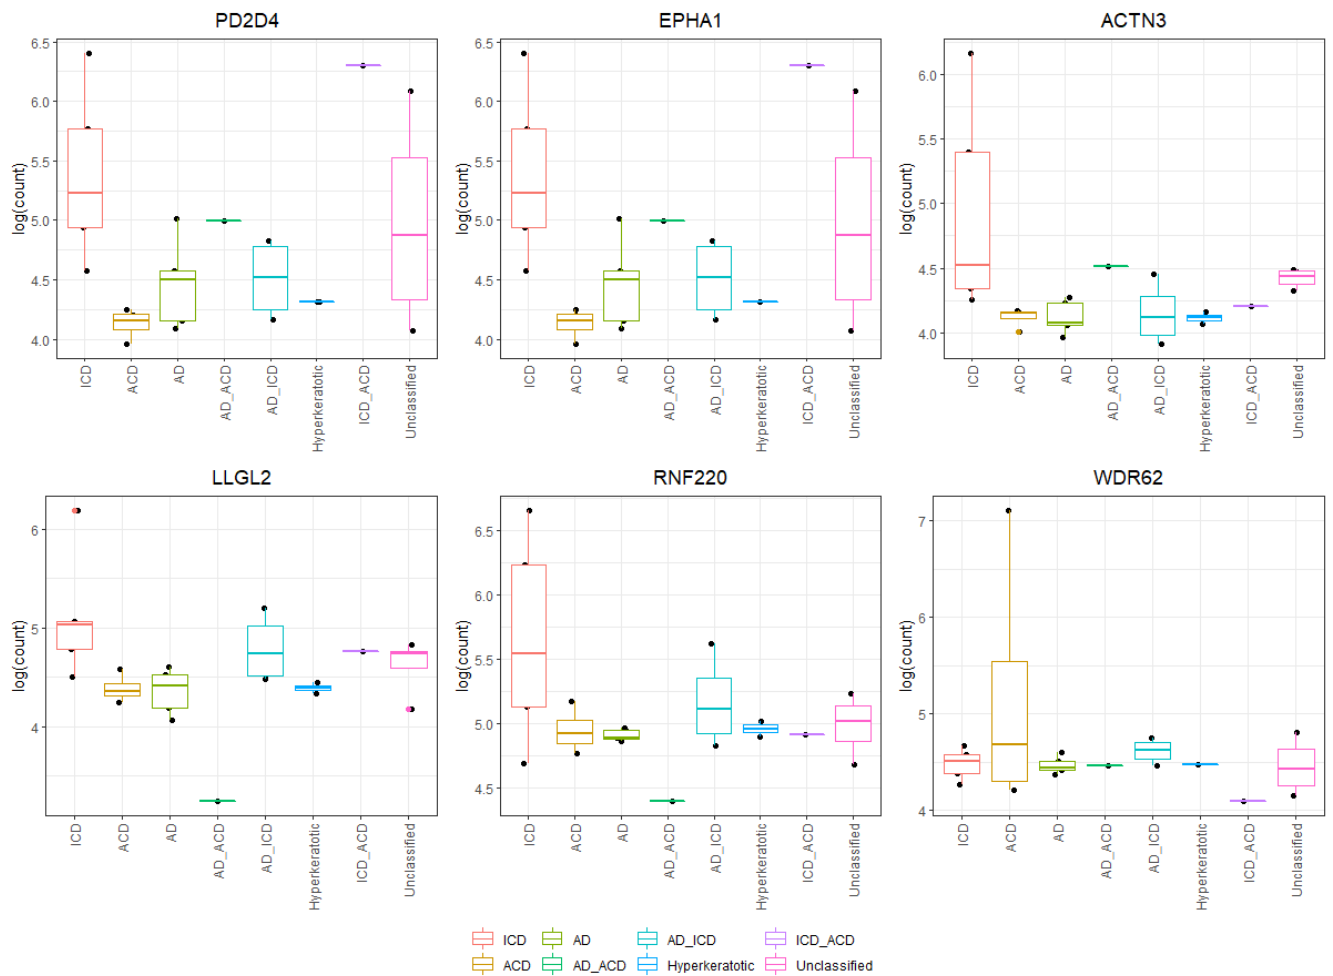 PD2D4 EPHA1 ACTN3
log(count) log(count) log(count)
6.5 6.5
6.0 6.0 6.0
5.5 5.5 5.5
5.0 5.0 5.0
4.5 4.5 4.5
4.0 4.0 4.0
ICD ACD AD AD_ACD AD_ICD Hyperkeratotic ICD_ACD Unclassified ICD ACD AD AD_ACD AD_ICD Hyperkeratotic ICD_ACD Unclassified ICD ACD AD AD_ACD AD_ICD Hyperkeratotic ICD_ACD Unclassified
LLGL2 RNF220 WDR62
log(count) log(count) log(count)
6 6.5 7
5 6.0 6
4 5.5 5
5.0 4
4.5
ICD ACD AD AD_ACD AD_ICD Hyperkeratotic ICD_ACD Unclassified ICD ACD AD AD_ACD AD_ICD Hyperkeratotic ICD_ACD Unclassified ICD ACD AD AD_ACD AD_ICD Hyperkeratotic ICD_ACD Unclassified
ICD AD AD_ICD ICD_ACD
ACD AD_ACD Hyperkeratotic Unclassified